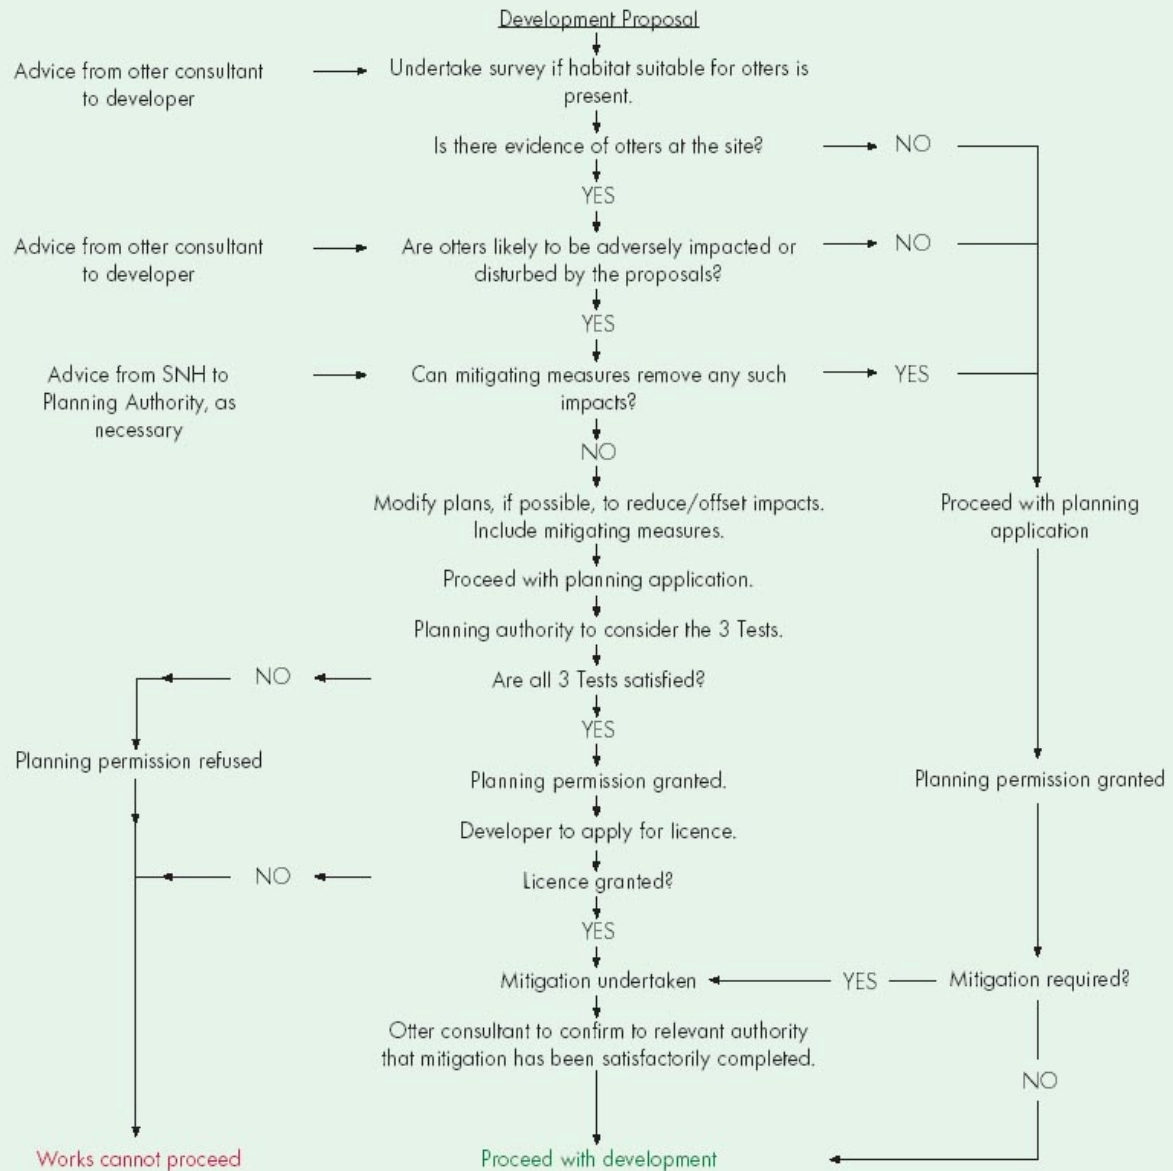 Development Proposal
Advice from otter consultant
to developer
Undertake survey if habitat suitable for otters is
present.
Is there evidence of otters at the site?
NO
YES
Advice from otter consultant
to developer
Are otters likely to be adversely impacted or
disturbed by the proposals?
NO
YES
Advice from SNH to
Planning Authority, as
necessary
Can mitigating measures remove any such
impacts?
YES
NO
Modify plans, if possible, to reduce/offset impacts.
Include mitigating measures.
Proceed with planning
application
Proceed with planning application.
Planning authority to consider the 3 Tests.
Are all 3 Tests satisfied?
NO
YES
Planning permission refused
Planning permission granted.
Planning permission granted
Developer to apply for licence.
Licence granted?
NO
YES
Mitigation undertaken
YES
Mitigation required?
Otter consultant to confirm to relevant authority
that mitigation has been satisfactorily completed.
NO
Works cannot proceed
Proceed with development